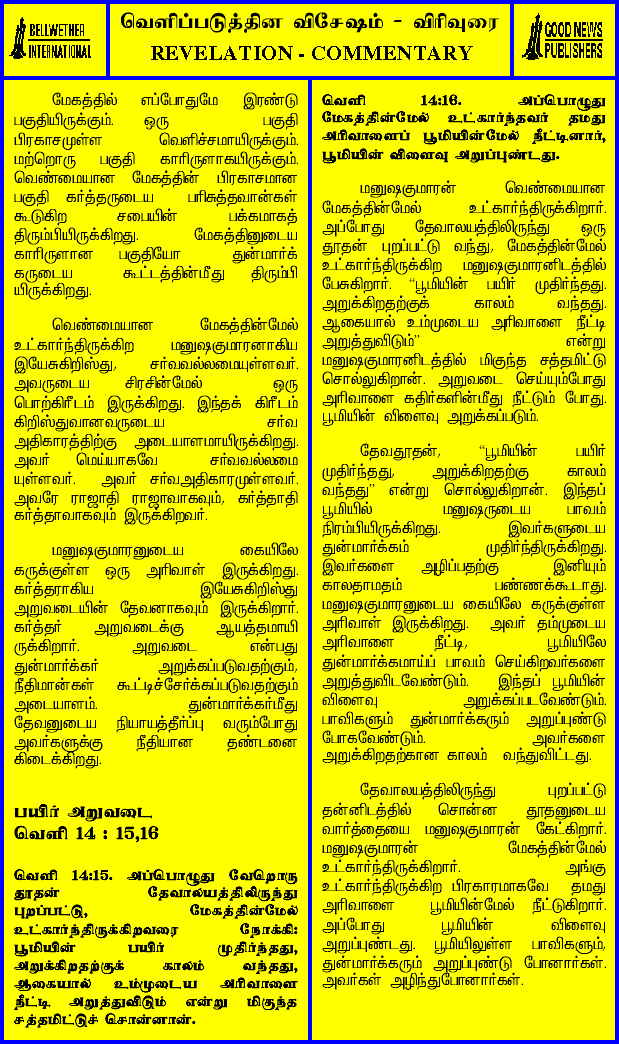 BELLWETHER
INTERNATIONAL
வெளிப்படுத்தின விசேஷம் - விரிவுரை
REVELATION - COMMENTARY
GOOD NEWS
PUBLISHERS
மேகத்தில் எப்போதுமே இரண்டு
பகுதியிருக்கும். ஒரு பகுதி
பிரகாசமுள்ள வெளிச்சமாயிருக்கும்.
மற்றொரு பகுதி காரிருளாகயிருக்கும்.
வெண்மையான மேகத்தின் பிரகாசமான
பகுதி கர்த்தருடைய பரிசுத்தவான்கள்
கூடுகிற சபையின் பக்கமாகத்
திரும்பியிருக்கிறது. மேகத்தினுடைய
காரிருளான பகுதியோ துன்மார்க்
கருடைய கூட்டத்தின்மீது திரும்பி
யிருக்கிறது.
வெண்மையான மேகத்தின்மேல்
உட்கார்ந்திருக்கிற மனுஷகுமாரனாகிய
இயேசுகிறிஸ்து, சர்வவல்லமையுள்ளவர்.
அவருடைய சிரசின்மேல் ஒரு
பொற்கிரீடம் இருக்கிறது. இந்தக் கிரீடம்
கிறிஸ்துவானவருடைய சர்வ
அதிகாரத்திற்கு அடையாளமாயிருக்கிறது.
அவர் மெய்யாகவே சர்வவல்லமை
யுள்ளவர். அவர் சர்வஅதிகாரமுள்ளவர்.
அவரே ராஜாதி ராஜாவாகவும், கர்த்தாதி
கர்த்தாவாகவும் இருக்கிறவர்.
மனுஷகுமாரனுடைய கையிலே
கருக்குள்ள ஒரு அரிவாள் இருக்கிறது.
கர்த்தராகிய இயேசுகிறிஸ்து
அறுவடையின் தேவனாகவும் இருக்கிறார்.
கர்த்தர் அறுவடைக்கு ஆயத்தமாயி
ருக்கிறார். அறுவடை என்பது
துன்மார்க்கர் அறுக்கப்படுவதற்கும்,
நீதிமான்கள் கூட்டிச்சேர்க்கப்படுவதற்கும்
அடையாளம். துன்மார்க்கர்மீது
தேவனுடைய நியாயத்தீர்ப்பு வரும்போது
அவர்களுக்கு நீதியான தண்டனை
கிடைக்கிறது.
பயிர் அறுவடை
வெளி 14 : 15,16
வெளி 14:15. அப்பொழுது வேறொரு
தூதன் தேவாலயத்திலிருந்து
புறப்பட்டு, மேகத்தின்மேல்
உட்கார்ந்திருக்கிறவரை நோக்கி:
பூமியின் பயிர் முதிர்ந்தது,
அறுக்கிறதற்குக் காலம் வந்தது,
ஆகையால் உம்முடைய அரிவாளை
நீட்டி அறுத்துவிடும் என்று மிகுந்த
சத்தமிட்டுச் சொன்னான்.
வெளி 14:16. அப்பொழுது
மேகத்தின்மேல் உட்கார்ந்தவர் தமது
அரிவாளைப் பூமியின்மேல் நீட்டினார்,
பூமியின் விளைவு அறுப்புண்டது.
மனுஷகுமாரன் வெண்மையான
மேகத்தின்மேல் உட்கார்ந்திருக்கிறார்.
அப்போது தேவாலயத்திலிருந்து ஒரு
தூதன் புறப்பட்டு வந்து, மேகத்தின்மேல்
உட்கார்ந்திருக்கிற மனுஷகுமாரனிடத்தில்
பேசுகிறார். “பூமியின் பயிர் முதிர்ந்தது.
அறுக்கிறதற்குக் காலம் வந்தது.
ஆகையால் உம்முடைய அரிவாளை நீட்டி
அறுத்துவிடும்” என்று
மனுஷகுமாரனிடத்தில் மிகுந்த சத்தமிட்டு
சொல்லுகிறான். அறுவடை செய்யும்போது
அரிவாளை கதிர்களின்மீது நீட்டும் போது.
பூமியின் விளைவு அறுக்கப்படும்.
தேவதூதன், “பூமியின் பயிர்
முதிர்ந்தது, அறுக்கிறதற்கு காலம்
வந்தது” என்று சொல்லுகிறான். இந்தப்
பூமியில் மனுஷருடைய பாவம்
நிரம்பியிருக்கிறது. இவர்களுடைய
துன்மார்க்கம் முதிர்ந்திருக்கிறது.
இவர்களை அழிப்பதற்கு இனியும்
காலதாமதம் பண்ணக்கூடாது.
மனுஷகுமாரனுடைய கையிலே கருக்குள்ள
அரிவாள் இருக்கிறது. அவர் தம்முடைய
அரிவாளை நீட்டி, பூமியிலே
துன்மார்க்கமாய்ப் பாவம் செய்கிறவர்களை
அறுத்துவிடவேண்டும். இந்தப் பூமியின்
விளைவு அறுக்கப்படவேண்டும்.
பாவிகளும் துன்மார்க்கரும் அறுப்புண்டு
போகவேண்டும். அவர்களை
அறுக்கிறதற்கான காலம் வந்துவிட்டது.
தேவாலயத்திலிருந்து புறப்பட்டு
தன்னிடத்தில் சொன்ன தூதனுடைய
வார்த்தையை மனுஷகுமாரன் கேட்கிறார்.
மனுஷகுமாரன் மேகத்தின்மேல்
உட்கார்ந்திருக்கிறார். அங்கு
உட்கார்ந்திருக்கிற பிரகாரமாகவே தமது
அரிவாளை பூமியின்மேல் நீட்டுகிறார்.
அப்போது பூமியின் விளைவு
அறுப்புண்டது. பூமியிலுள்ள பாவிகளும்,
துன்மார்க்கரும் அறுப்புண்டு போனார்கள்.
அவர்கள் அழிந்துபோனார்கள்.